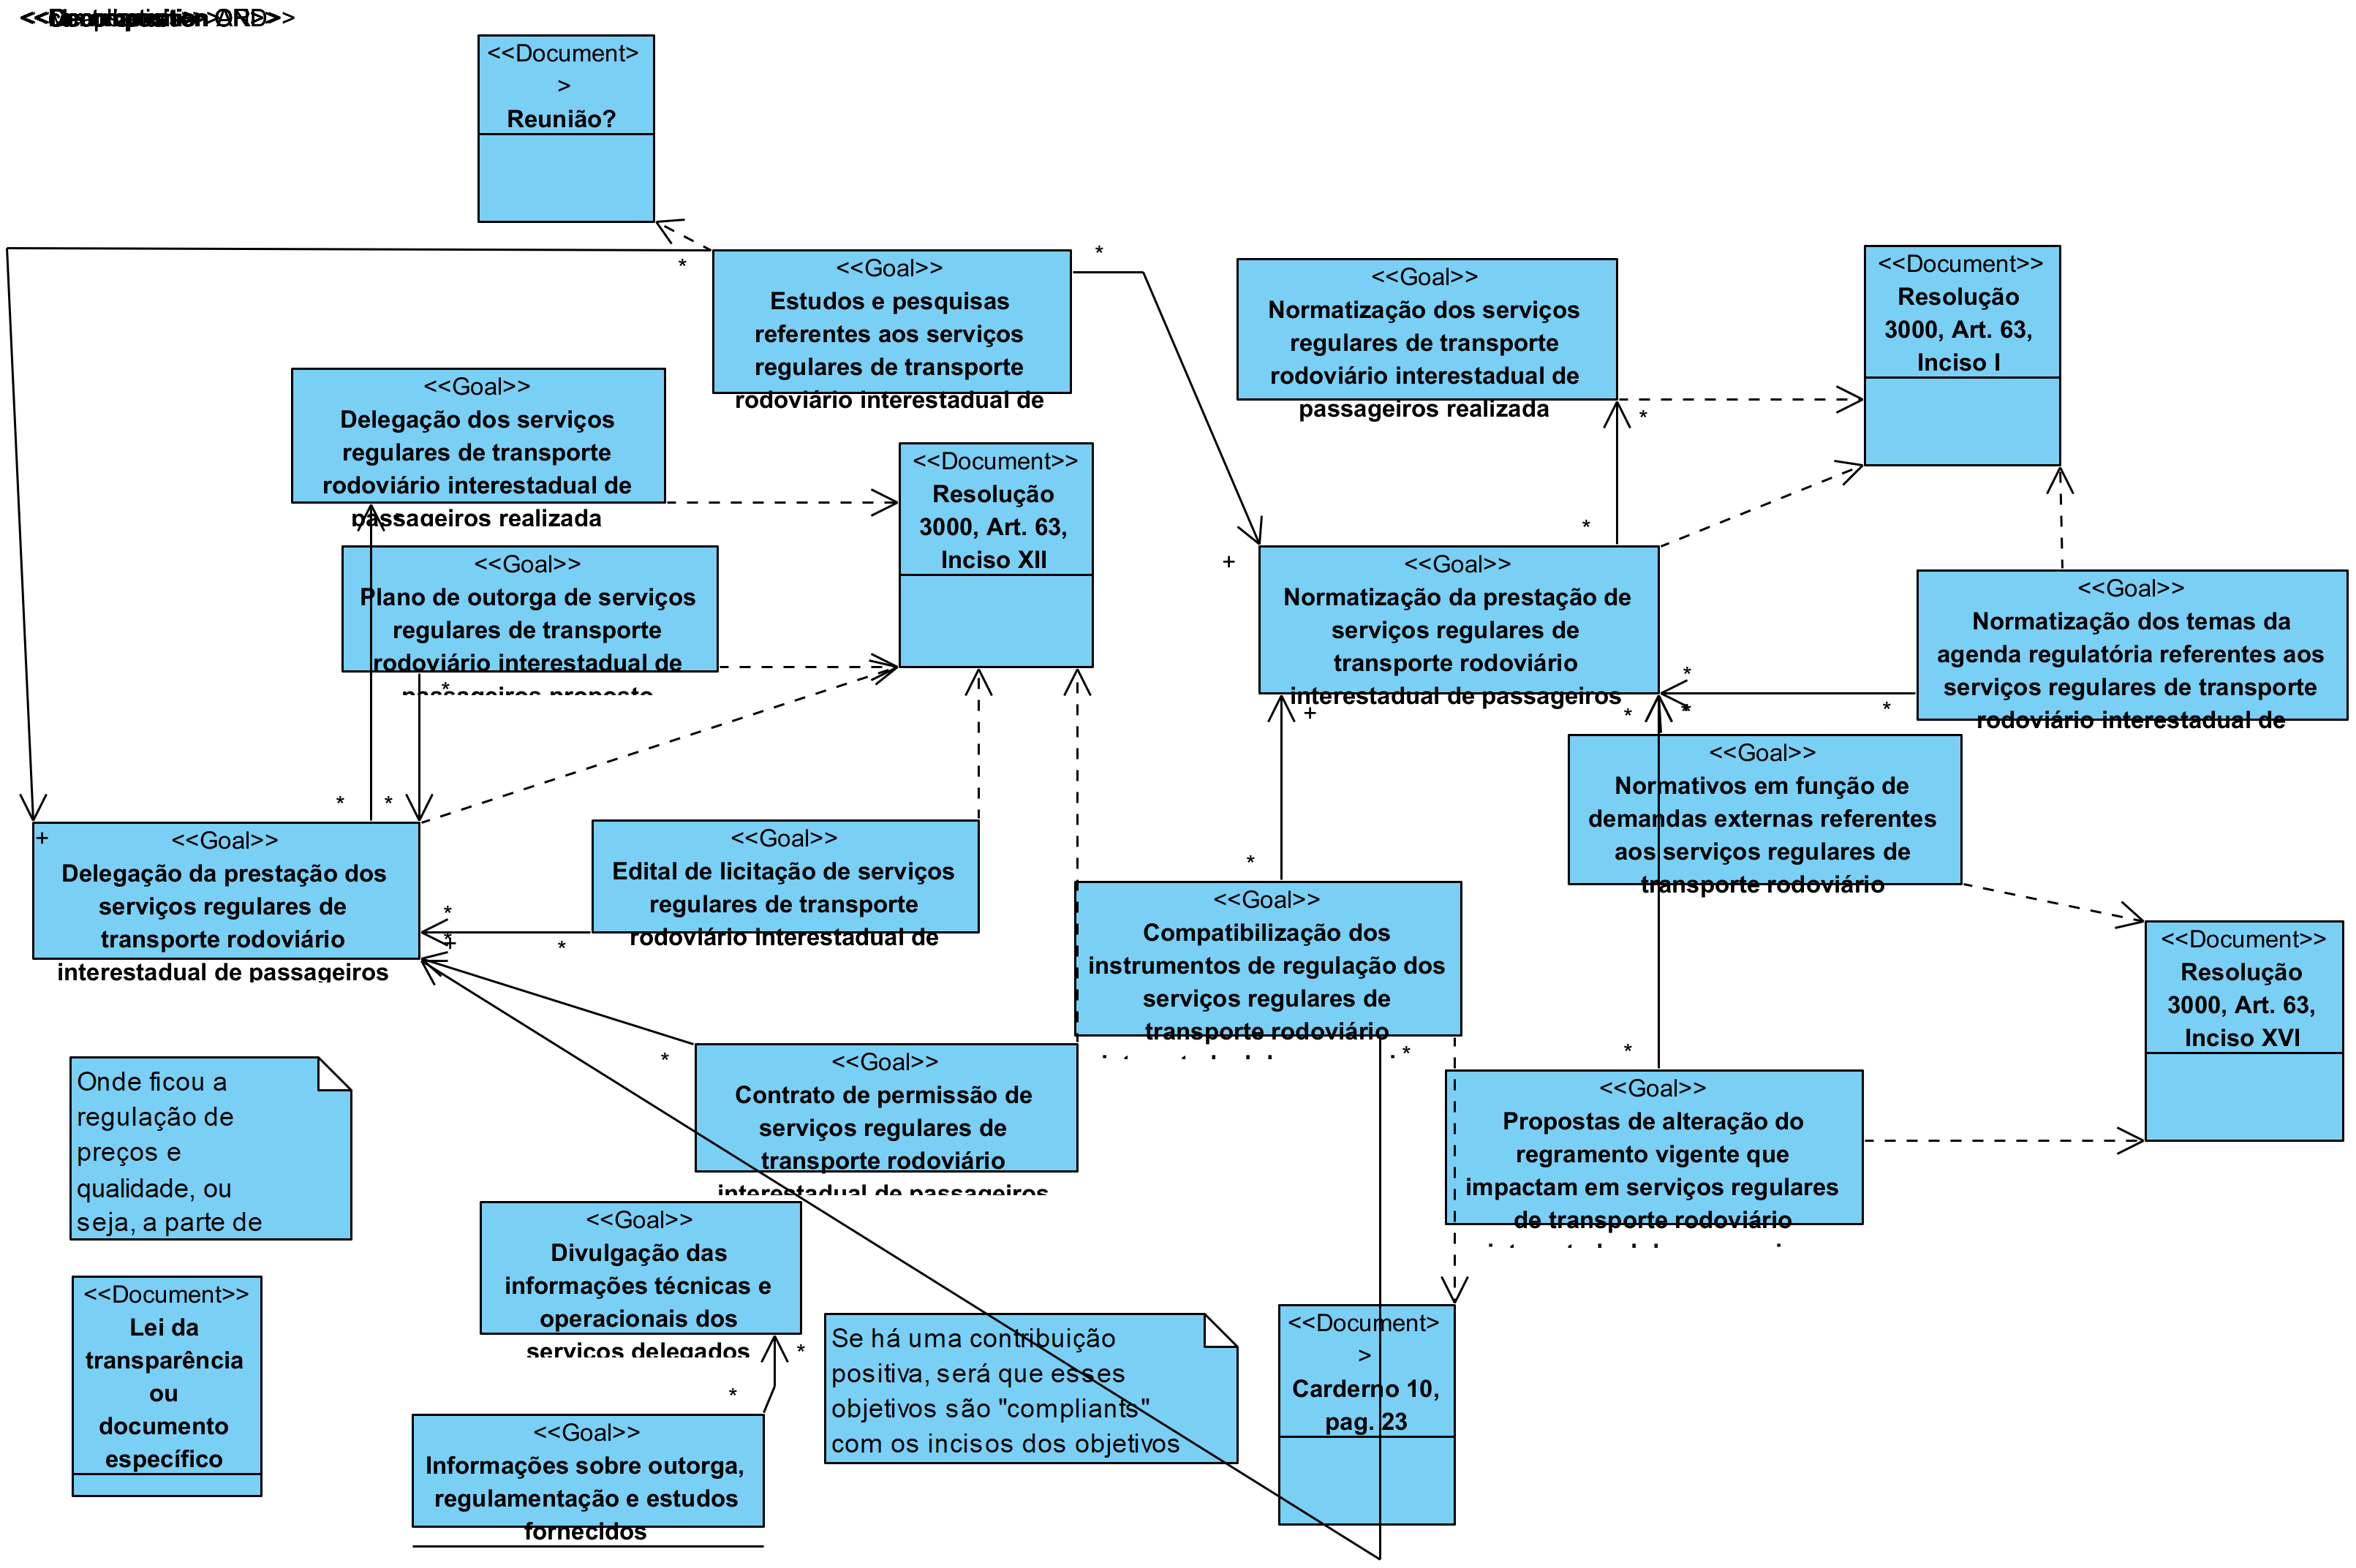 <<Document>
>
Reunião?
<<Goal>>
Estudos e pesquisas
referentes aos serviços
regulares de transporte
rodoviário interestadual de
<<Goal>>
Normatização dos serviços
regulares de transporte
rodoviário interestadual de
passageiros realizada
<<Document>>
Resolução
3000, Art. 63,
Inciso I
<<Goal>>
Delegação dos serviços
regulares de transporte
rodoviário interestadual de
passageiros realizada
<<Document>>
Resolução
3000, Art. 63,
Inciso XII
<<Goal>>
Plano de outorga de serviços
regulares de transporte
rodoviário interestadual de
passageiros proposto
<<Goal>>
Normatização da prestação de
serviços regulares de
transporte rodoviário
interestadual de passageiros
<<Goal>>
Normatização dos temas da
agenda regulatória referentes aos
serviços regulares de transporte
rodoviário interestadual de
<<Goal>>
Normativos em função de
demandas externas referentes
aos serviços regulares de
transporte rodoviário
<<Goal>>
Delegação da prestação dos
serviços regulares de
transporte rodoviário
interestadual de passageiros
<<Goal>>
Edital de licitação de serviços
regulares de transporte
rodoviário interestadual de
<<Goal>>
Compatibilização dos
instrumentos de regulação dos
serviços regulares de
transporte rodoviário
<<Document>>
Resolução
3000, Art. 63,
Inciso XVI
<<Goal>>
Contrato de permissão de
serviços regulares de
transporte rodoviário
interestadual de passageiros
<<Goal>>
Propostas de alteração do
regramento vigente que
impactam em serviços regulares
de transporte rodoviário
Onde ficou a
regulação de
preços e
qualidade, ou
seja, a parte de
<<Goal>>
Divulgação das
informações técnicas e
operacionais dos
serviços delegados
<<Document>>
Lei da
transparência
ou
documento
específico
Se há uma contribuição
positiva, será que esses
objetivos são "compliants"
com os incisos dos objetivos
<<Document>
>
Carderno 10,
pag. 23
<<Goal>>
Informações sobre outorga,
regulamentação e estudos
fornecidos